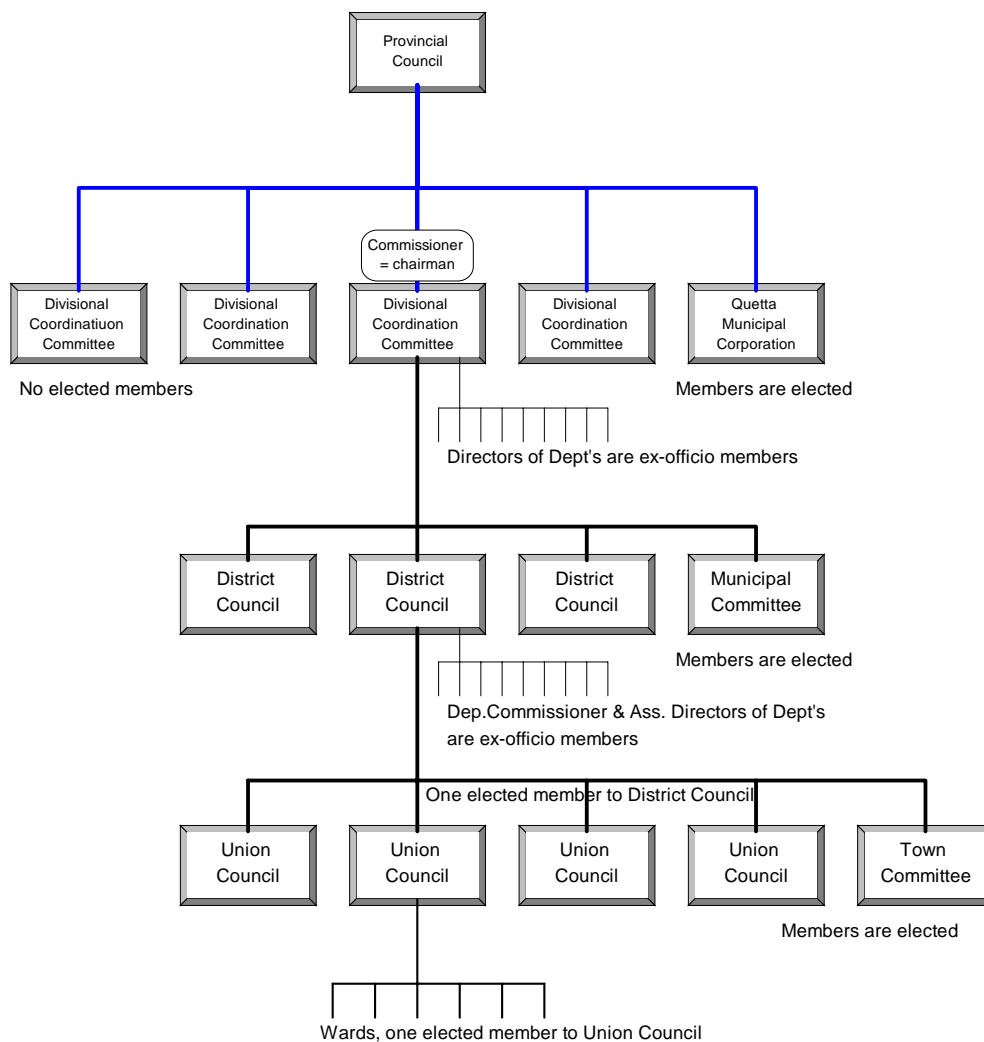 Provincial
Council
Commissioner
= chairman
Divisional
Coordinatiuon
Committee
Divisional
Coordination
Committee
Divisional
Coordination
Committee
Divisional
Coordination
Committee
Quetta
Municipal
Corporation
No elected members
Members are elected
Directors of Dept's are ex-officio members
District
Council
District
Council
District
Council
Municipal
Committee
Members are elected
Dep.Commissioner & Ass. Directors of Dept's
are ex-officio members
One elected member to District Council
Union
Council
Union
Council
Union
Council
Union
Council
Town
Committee
Members are elected
Wards, one elected member to Union Council